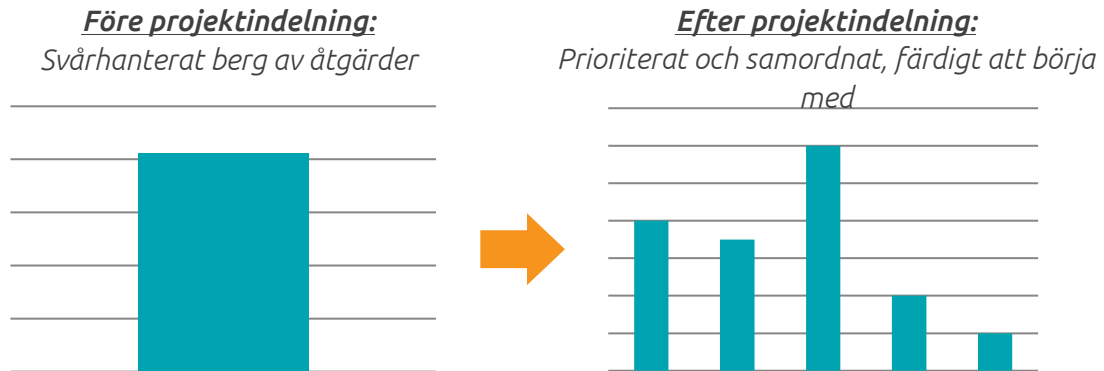 Före projektindelning:
Svårhanterat berg av åtgärder
Efter projektindelning:
Prioriterat och samordnat, färdigt att börja
med